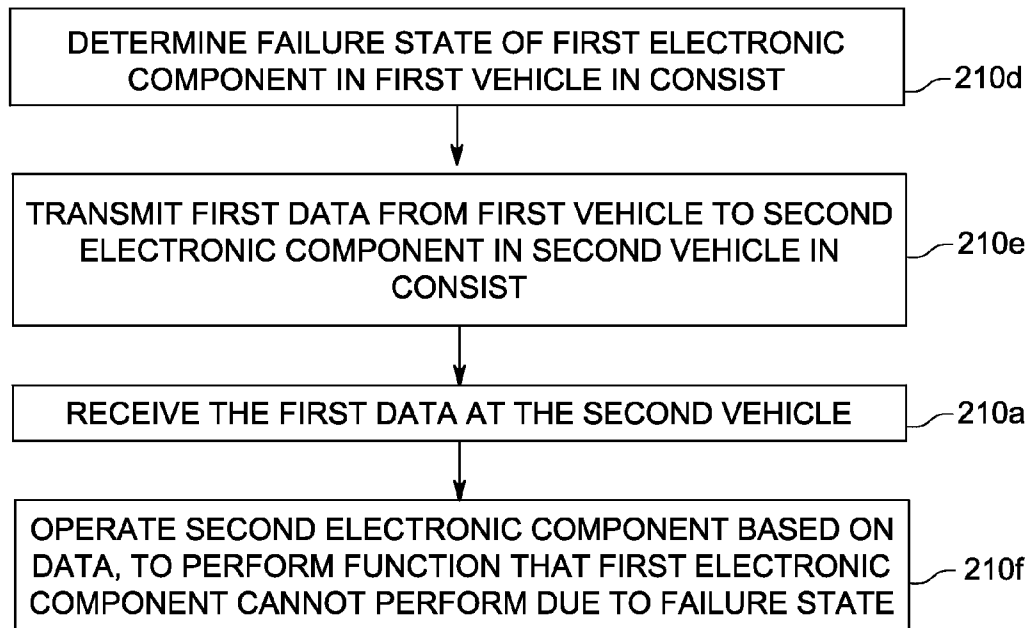 DETERMINE FAILURE STATE OF FIRST ELECTRONIC
COMPONENT IN FIRST VEHICLE IN CONSIST
210d
TRANSMIT FIRST DATA FROM FIRST VEHICLE TO SECOND
ELECTRONIC COMPONENT IN SECOND VEHICLE IN
CONSIST
210e
RECEIVE THE FIRST DATA AT THE SECOND VEHICLE
210a
OPERATE SECOND ELECTRONIC COMPONENT BASED ON
DATA, TO PERFORM FUNCTION THAT FIRST ELECTRONIC
COMPONENT CANNOT PERFORM DUE TO FAILURE STATE
210f